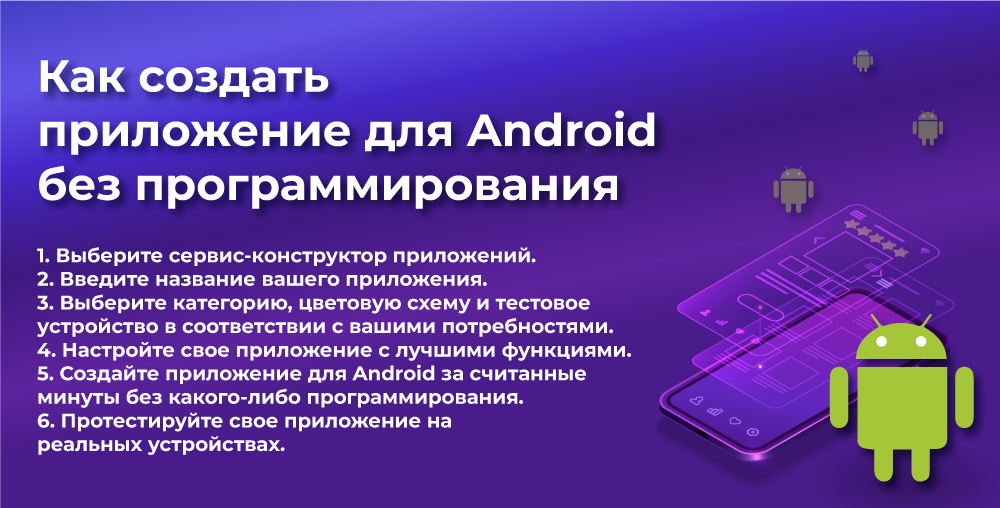 Как создать
приложение для Android
без программирования
1. Выберите сервис-конструктор приложений.
2. Введите название вашего приложения.
3. Выберите категорию, цветовую схему и тестовое
устройство в соответствии с вашими потребностями.
4. Настройте свое приложение с лучшими функциями.
5. Создайте приложение для Android за считанные
минуты без какого-либо программирования.
6. Протестируйте свое приложение на
реальных устройствах.